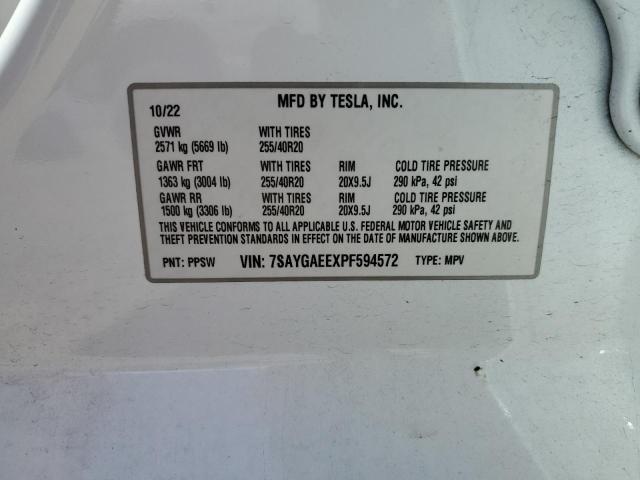 MFD BY TESLA, INC.
10/22
GVWR WITH TIRES
2571 kg (5669 lb) 255/40R20
GAWR FRT WITH TIRES RIM COLD TIRE PRESSURE
1363 kg (3004 lb) 255/40R20 20X9.5J 290 kPa, 42 psi
GAWR RR WITH TIRES RIM COLD TIRE PRESSURE
1500 kg (3306 lb) 255/40R20 20X9.5J 290 kPa, 42 psi
THIS VEHICLE CONFORMS TO ALL APPLICABLE U.S. FEDERAL MOTOR VEHICLE SAFETY AND
THEFT PREVENTION STANDARDS IN EFFECT ON THE DATE OF MANUFACTURE SHOWN ABOVE.
PNT: PPSW VIN: 7SAYGAEEXPF594572 TYPE: MPV